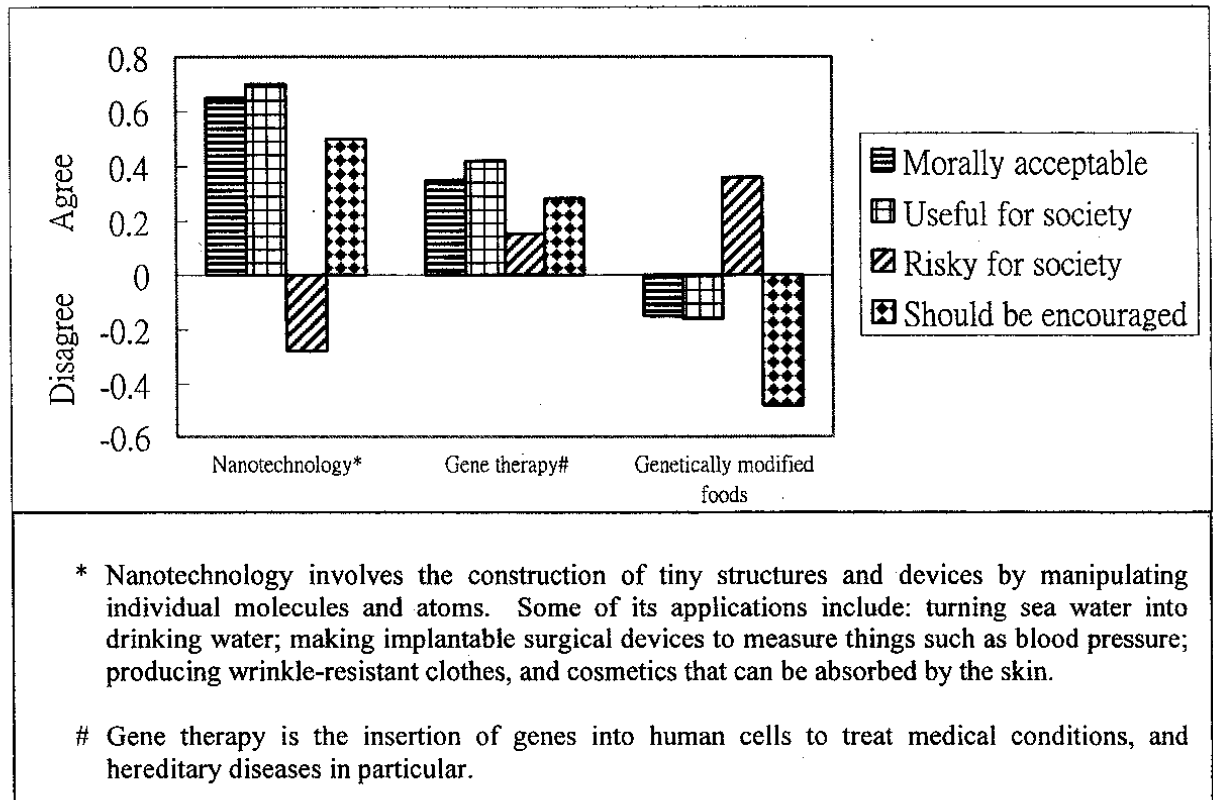 0.8
0.6
0.4
0.2
0
-0.2
-0.4
-0.6
Agree
Disagree
Nanotechnology*
Gene therapy#
Genetically modified
foods
Morally acceptable
Useful for society
Risky for society
Should be encouraged
* Nanotechnology involves the construction of tiny structures and devices by manipulating
individual molecules and atoms. Some of its applications include: turning sea water into
drinking water; making implantable surgical devices to measure things such as blood pressure;
producing wrinkle-resistant clothes, and cosmetics that can be absorbed by the skin.
# Gene therapy is the insertion of genes into human cells to treat medical conditions, and
hereditary diseases in particular.